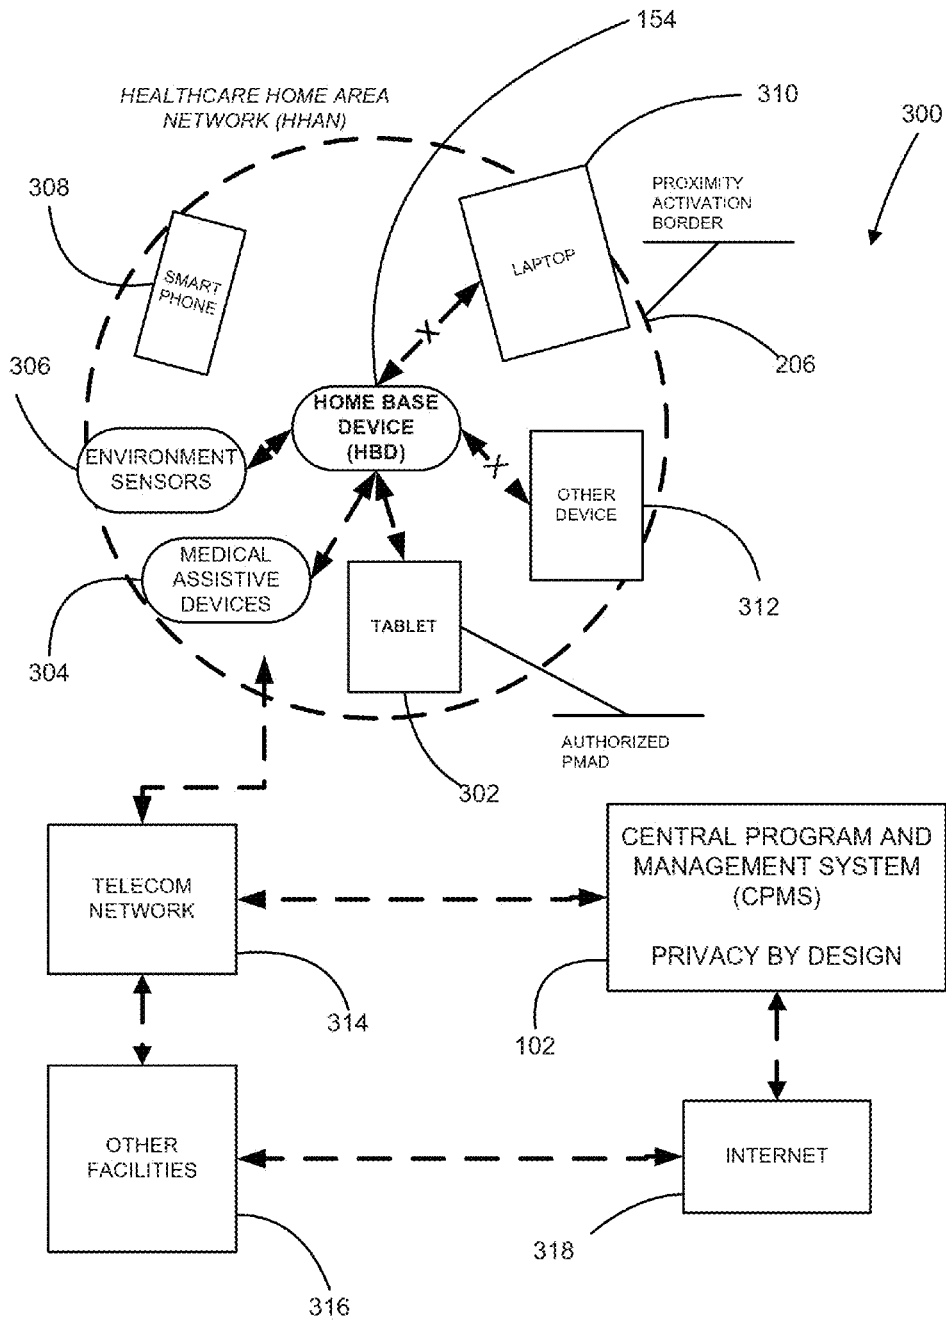 154
HEALTHCARE HOME AREA
NETWORK (HHAN)
310
300
308
PROXIMITY
ACTIVATION
BORDER
SMART
PHONE
LAPTOP
X
306
206
HOME BASE
DEVICE
(HBD)
ENVIRONMENT
SENSORS
X
OTHER
DEVICE
MEDICAL
ASSISTIVE
DEVICES
312
TABLET
304
AUTHORIZED
PMAD
302
CENTRAL PROGRAM AND
MANAGEMENT SYSTEM
(CPMS)
PRIVACY BY DESIGN
TELECOM
NETWORK
314
102
OTHER
FACILITIES
INTERNET
318
316